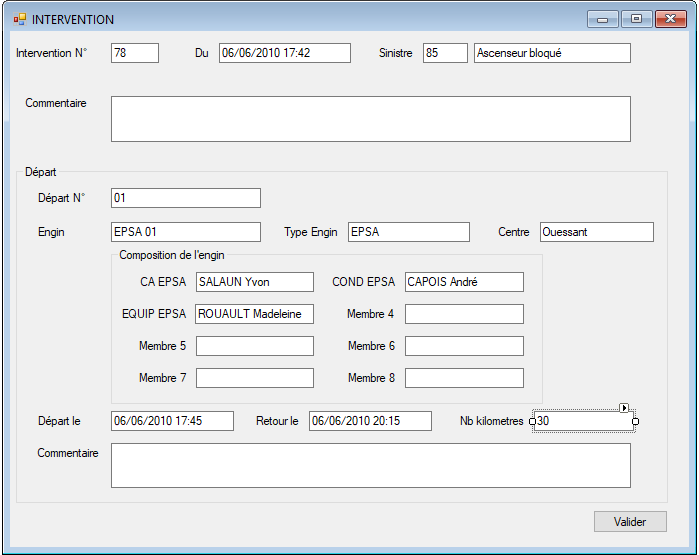 INTERVENTION
Intervention N° 78 Du 06/06/2010 17:42 Sinistre 85 Ascenseur bloqué
Commentaire
Départ
Départ N° 01
Engin EPSA 01 Type Engin EPSA Centre Ouessant
Composition de l'engin
CA EPSA SALAUN Yvon COND EPSA CAPOIS André
EQUIP EPSA ROUAULT Madeleine Membre 4
Membre 5 Membre 6
Membre 7 Membre 8
Départ le 06/06/2010 17:45 Retour le 06/06/2010 20:15 Nb kilometres 30
Commentaire
Valider